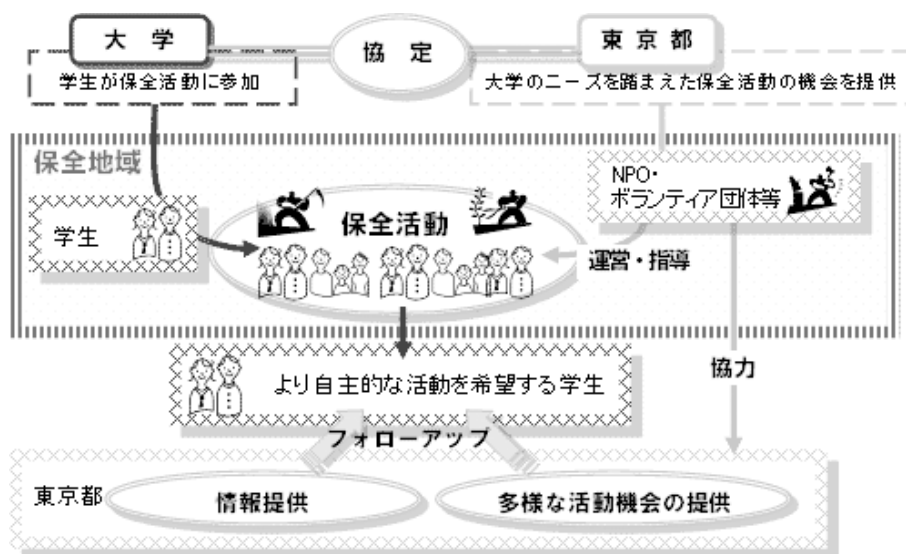 大学
協定
東京都
学生が保全活動に参加
大学のニーズを踏まえた保全活動の機会を提供
保全地域
NPO・
ボランティア団体等
学生
保全活動
運営・指導
より自主的な活動を希望する学生
協力
フォローアップ
東京都
情報提供
多様な活動機会の提供